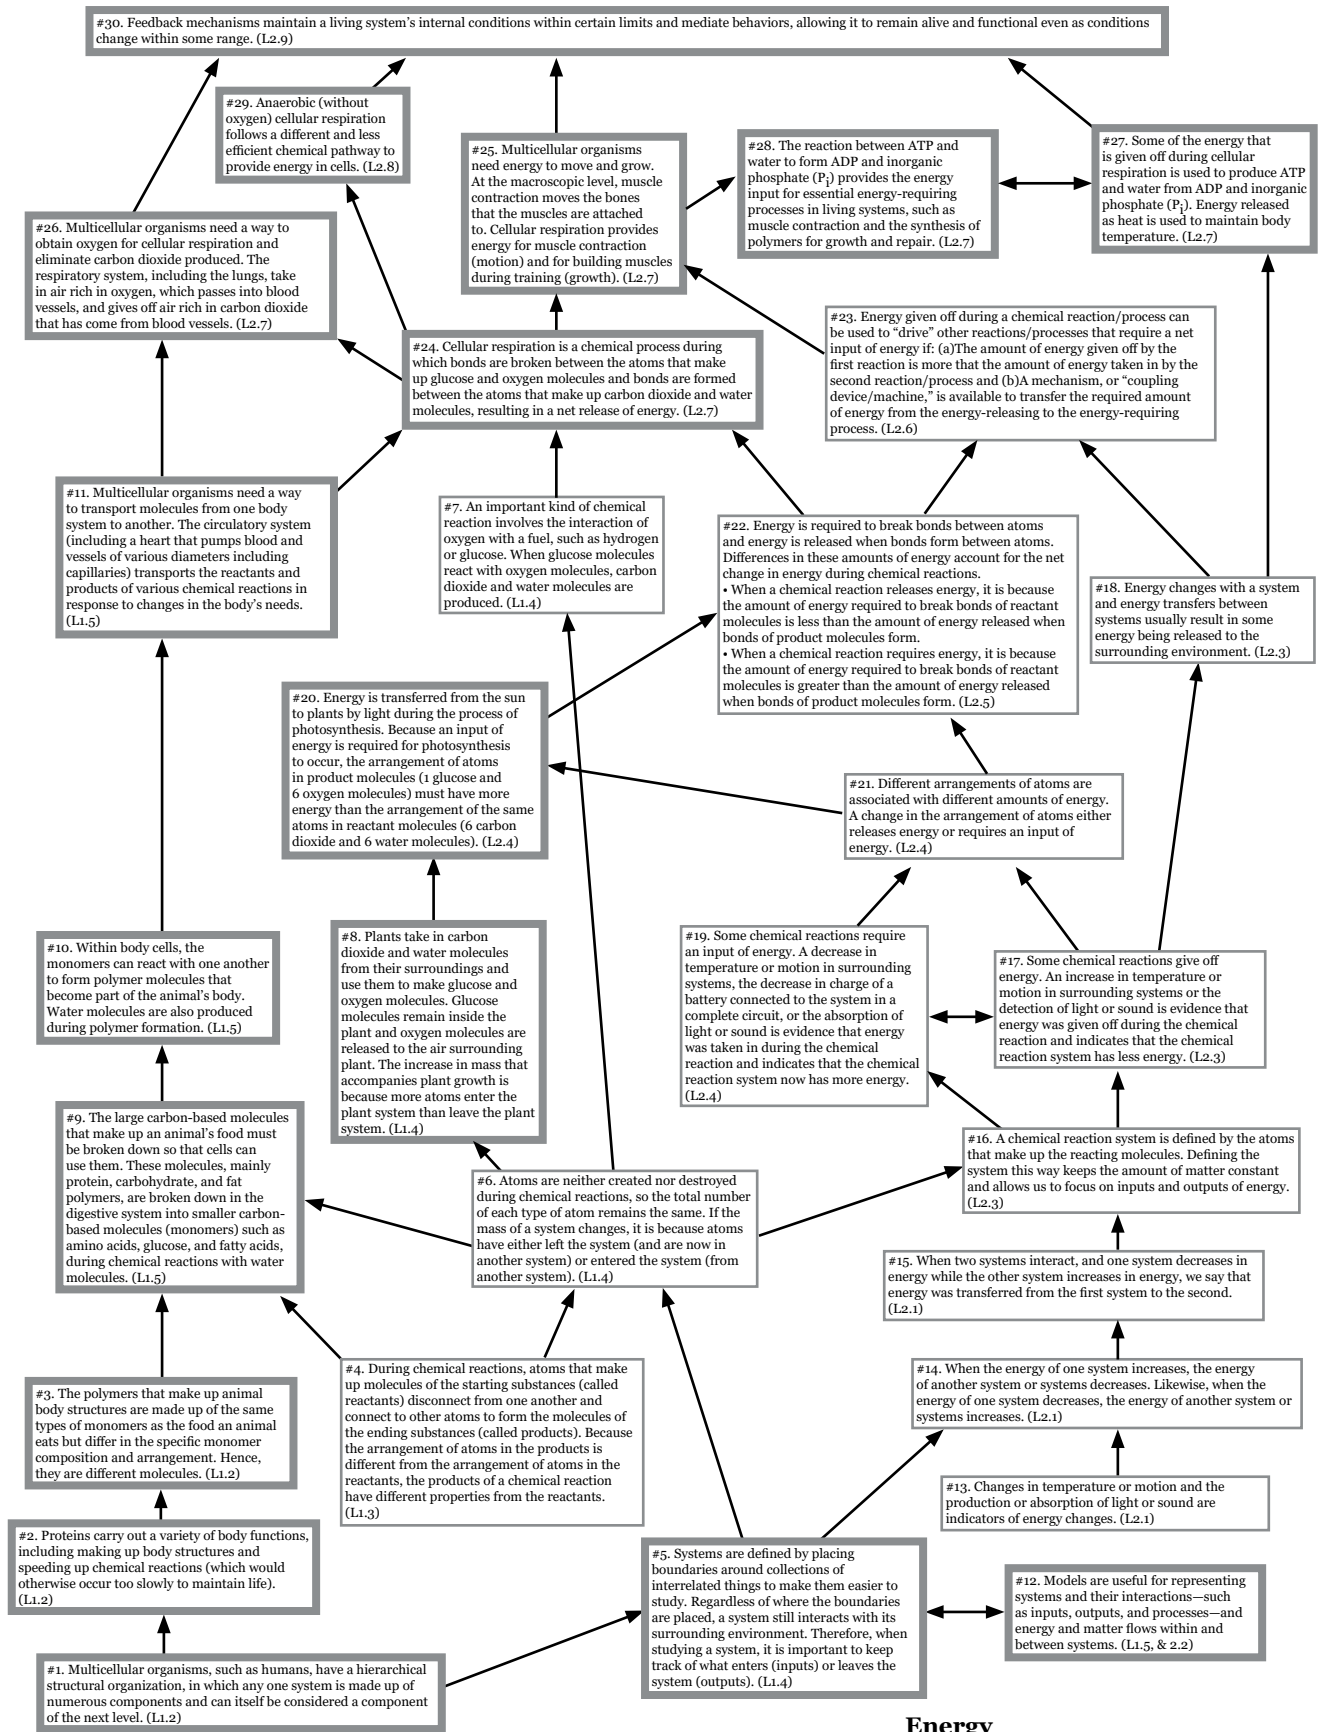 #30. Feedback mechanisms maintain a living system's internal conditions within certain limits and mediate behaviors, allowing it to remain alive and functional even as conditions
change within some range. (L2.9)
#29. Anaerobic (without
oxygen) cellular respiration
follows a different and less
efficient chemical pathway to
provide energy in cells. (L2.8)
#25. Multicellular organisms
need energy to move and grow.
At the macroscopic level, muscle
contraction moves the bones
that the muscles are attached
to. Cellular respiration provides
energy for muscle contraction
(motion) and for building muscles
during training (growth). (L2.7)
#28. The reaction between ATP and
water to form ADP and inorganic
phosphate (Pi) provides the energy
input for essential energy-requiring
processes in living systems, such as
muscle contraction and the synthesis of
polymers for growth and repair. (L2.7)
#27. Some of the energy that
is given off during cellular
respiration is used to produce ATP
and water from ADP and inorganic
phosphate (Pi). Energy released
as heat is used to maintain body
temperature. (L2.7)
#26. Multicellular organisms need a way to
obtain oxygen for cellular respiration and
eliminate carbon dioxide produced. The
respiratory system, including the lungs, take
in air rich in oxygen, which passes into blood
vessels, and gives off air rich in carbon dioxide
that has come from blood vessels. (L2.7)
#24. Cellular respiration is a chemical process during
which bonds are broken between the atoms that make
up glucose and oxygen molecules and bonds are formed
between the atoms that make up carbon dioxide and water
molecules, resulting in a net release of energy. (L2.7)
#23. Energy given off during a chemical reaction/process can
be used to "drive" other reactions/processes that require a net
input of energy if: (a)The amount of energy given off by the
first reaction is more that the amount of energy taken in by the
second reaction/process and (b)A mechanism, or "coupling
device/machine," is available to transfer the required amount
of energy from the energy-releasing to the energy-requiring
process. (L2.6)
#11. Multicellular organisms need a way
to transport molecules from one body
system to another. The circulatory system
(including a heart that pumps blood and
vessels of various diameters including
capillaries) transports the reactants and
products of various chemical reactions in
response to changes in the body's needs.
(L1.5)
#7. An important kind of chemical
reaction involves the interaction of
oxygen with a fuel, such as hydrogen
or glucose. When glucose molecules
react with oxygen molecules, carbon
dioxide and water molecules are
produced. (L1.4)
#22. Energy is required to break bonds between atoms
and energy is released when bonds form between atoms.
Differences in these amounts of energy account for the net
change in energy during chemical reactions.
• When a chemical reaction releases energy, it is because
the amount of energy required to break bonds of reactant
molecules is less than the amount of energy released when
bonds of product molecules form.
• When a chemical reaction requires energy, it is because
the amount of energy required to break bonds of reactant
molecules is greater than the amount of energy released
when bonds of product molecules form. (L2.5)
#18. Energy changes with a system
and energy transfers between
systems usually result in some
energy being released to the
surrounding environment. (L2.3)
#20. Energy is transferred from the sun
to plants by light during the process of
photosynthesis. Because an input of
energy is required for photosynthesis
to occur, the arrangement of atoms
in product molecules (1 glucose and
6 oxygen molecules) must have more
energy than the arrangement of the same
atoms in reactant molecules (6 carbon
dioxide and 6 water molecules). (L2.4)
#21. Different arrangements of atoms are
associated with different amounts of energy.
A change in the arrangement of atoms either
releases energy or requires an input of
energy. (L2.4)
#10. Within body cells, the
monomers can react with one another
to form polymer molecules that
become part of the animal's body.
Water molecules are also produced
during polymer formation. (L1.5)
#8. Plants take in carbon
dioxide and water molecules
from their surroundings and
use them to make glucose and
oxygen molecules. Glucose
molecules remain inside the
plant and oxygen molecules are
released to the air surrounding
plant. The increase in mass that
accompanies plant growth is
because more atoms enter the
plant system than leave the plant
system. (L1.4)
#19. Some chemical reactions require
an input of energy. A decrease in
temperature or motion in surrounding
systems, the decrease in charge of a
battery connected to the system in a
complete circuit, or the absorption of
light or sound is evidence that energy
was taken in during the chemical
reaction and indicates that the chemical
reaction system now has more energy.
(L2.4)
#17. Some chemical reactions give off
energy. An increase in temperature or
motion in surrounding systems or the
detection of light or sound is evidence that
energy was given off during the chemical
reaction and indicates that the chemical
reaction system has less energy. (L2.3)
#9. The large carbon-based molecules
that make up an animal's food must
be broken down so that cells can
use them. These molecules, mainly
protein, carbohydrate, and fat
polymers, are broken down in the
digestive system into smaller carbon-
based molecules (monomers) such as
amino acids, glucose, and fatty acids,
during chemical reactions with water
molecules. (L1.5)
#6. Atoms are neither created nor destroyed
during chemical reactions, so the total number
of each type of atom remains the same. If the
mass of a system changes, it is because atoms
have either left the system (and are now in
another system) or entered the system (from
another system). (L1.4)
#16. A chemical reaction system is defined by the atoms
that make up the reacting molecules. Defining the
system this way keeps the amount of matter constant
and allows us to focus on inputs and outputs of energy.
(L2.3)
#15. When two systems interact, and one system decreases in
energy while the other system increases in energy, we say that
energy was transferred from the first system to the second.
(L2.1)
#3. The polymers that make up animal
body structures are made up of the same
types of monomers as the food an animal
eats but differ in the specific monomer
composition and arrangement. Hence,
they are different molecules. (L1.2)
#4. During chemical reactions, atoms that make
up molecules of the starting substances (called
reactants) disconnect from one another and
connect to other atoms to form the molecules of
the ending substances (called products). Because
the arrangement of atoms in the products is
different from the arrangement of atoms in the
reactants, the products of a chemical reaction
have different properties from the reactants.
(L1.3)
#14. When the energy of one system increases, the energy
of another system or systems decreases. Likewise, when the
energy of one system decreases, the energy of another system or
systems increases. (L2.1)
#13. Changes in temperature or motion and the
production or absorption of light or sound are
indicators of energy changes. (L2.1)
#2. Proteins carry out a variety of body functions,
including making up body structures and
speeding up chemical reactions (which would
otherwise occur too slowly to maintain life).
(L1.2)
#5. Systems are defined by placing
boundaries around collections of
interrelated things to make them easier to
study. Regardless of where the boundaries
are placed, a system still interacts with its
surrounding environment. Therefore, when
studying a system, it is important to keep
track of what enters (inputs) or leaves the
system (outputs). (L1.4)
#12. Models are useful for representing
systems and their interactions—such
as inputs, outputs, and processes—and
energy and matter flows within and
between systems. (L1.5, & 2.2)
#1. Multicellular organisms, such as humans, have a hierarchical
structural organization, in which any one system is made up of
numerous components and can itself be considered a component
of the next level. (L1.2)
Energy